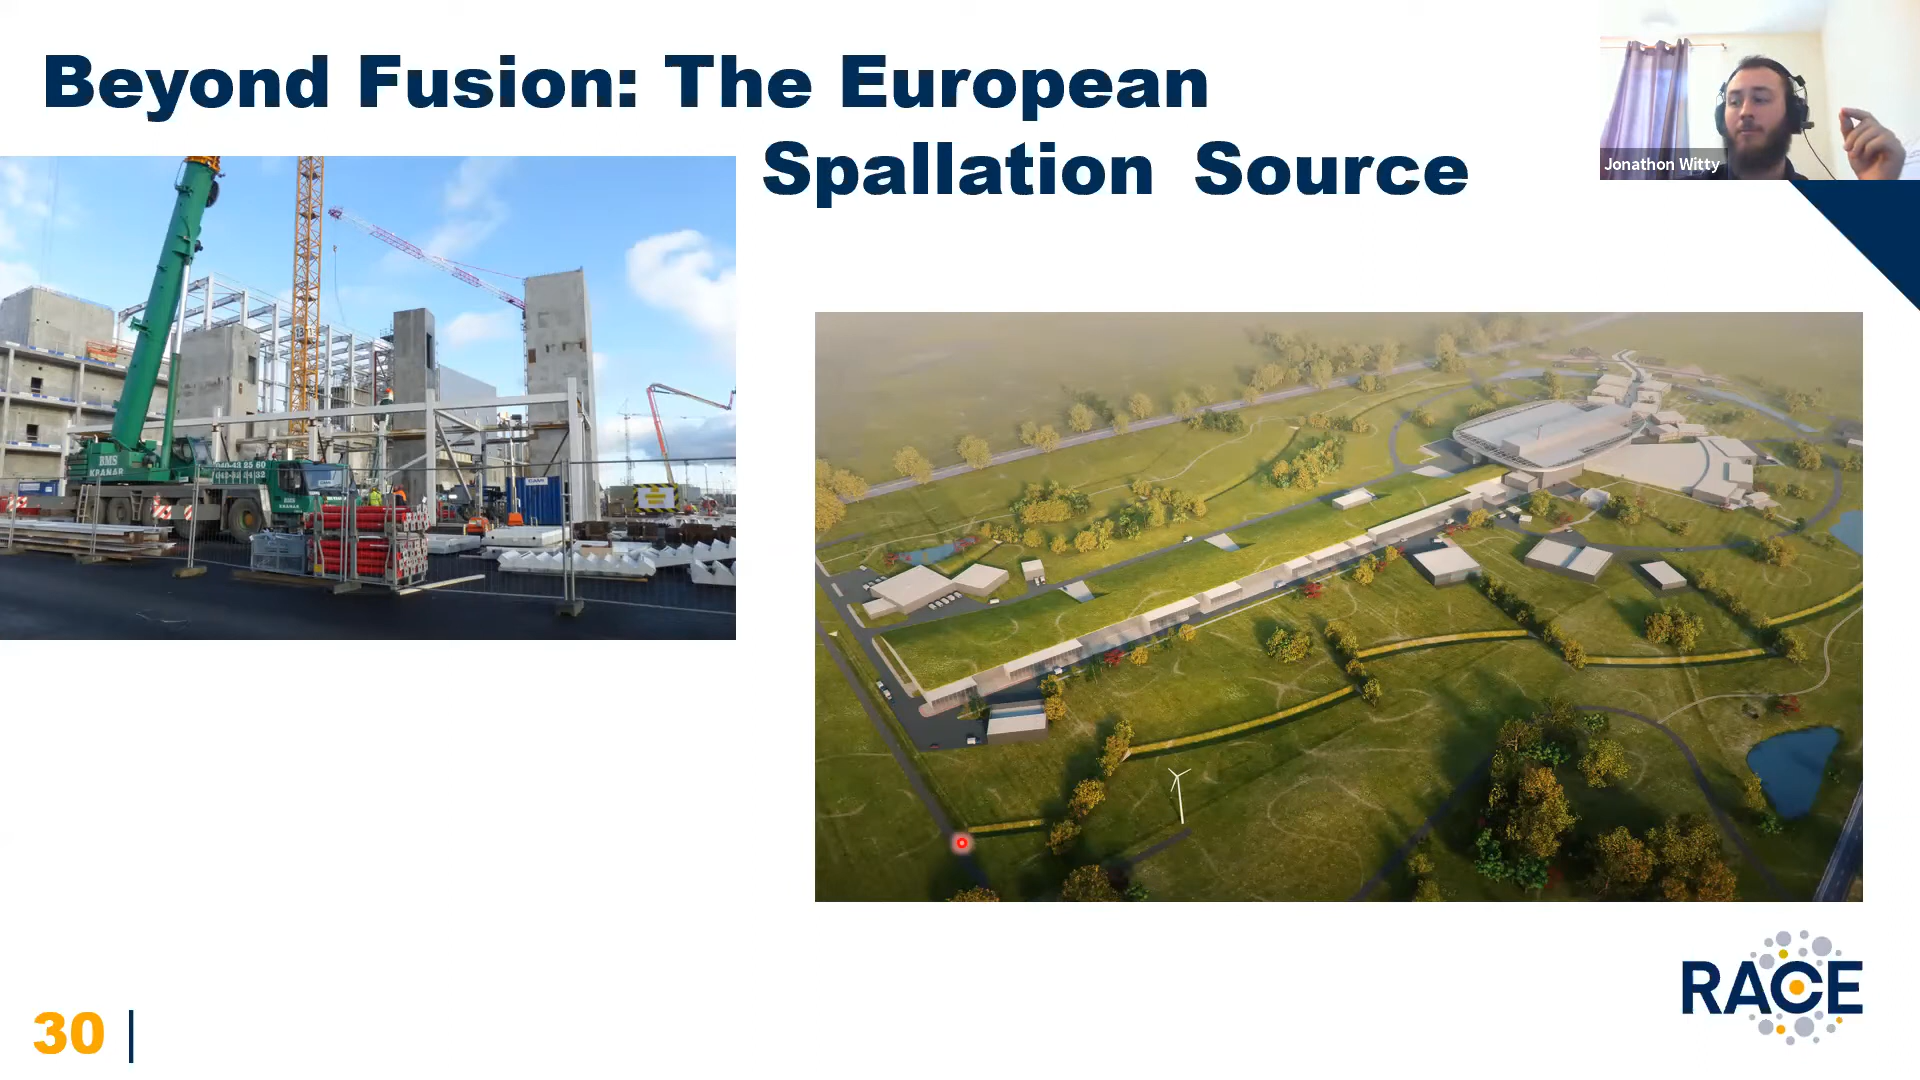 Beyond Fusion: The European
Spallation Source
Jonathon Witty
BMS
KRANAR
RACE
30